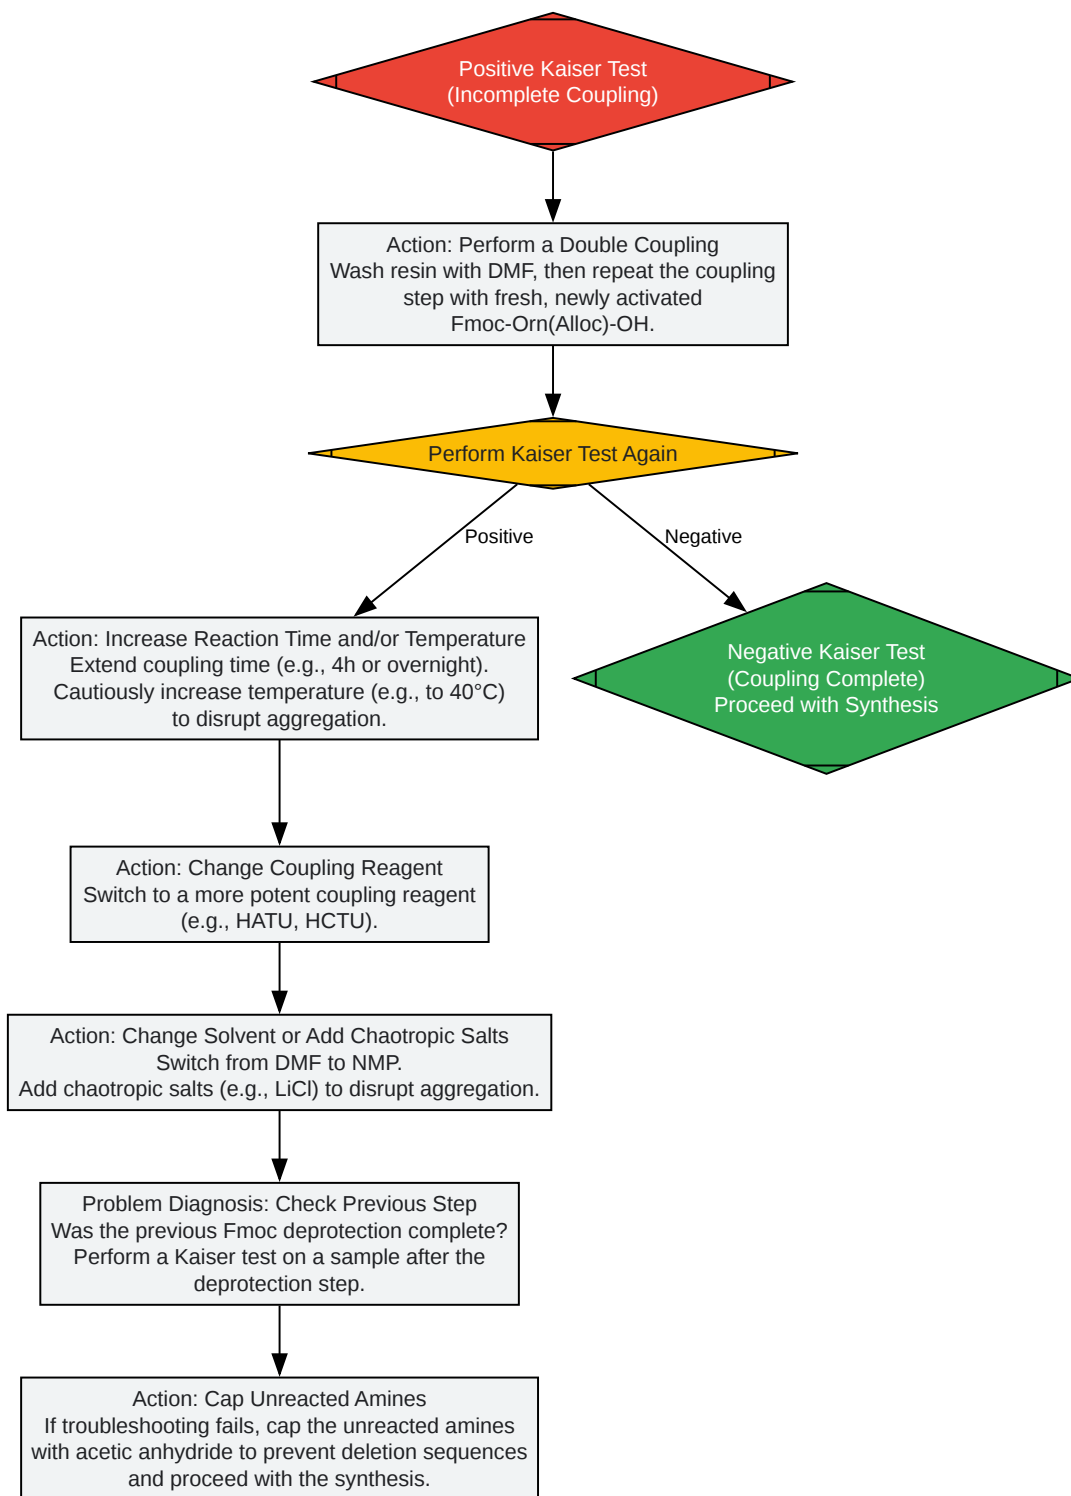 Positive Kaiser Test
(Incomplete Coupling)
Action: Perform a Double Coupling
Wash resin with DMF, then repeat the coupling
step with fresh, newly activated
Fmoc-Orn(Alloc)-OH.
Perform Kaiser Test Again
Positive
Negative
Action: Increase Reaction Time and/or Temperature
Extend coupling time (e.g., 4h or overnight).
Cautiously increase temperature (e.g., to 40°C)
to disrupt aggregation.
Negative Kaiser Test
(Coupling Complete)
Proceed with Synthesis
Action: Change Coupling Reagent
Switch to a more potent coupling reagent
(e.g., HATU, HCTU).
Action: Change Solvent or Add Chaotropic Salts
Switch from DMF to NMP.
Add chaotropic salts (e.g., LiCl) to disrupt aggregation.
Problem Diagnosis: Check Previous Step
Was the previous Fmoc deprotection complete?
Perform a Kaiser test on a sample after the
deprotection step.
Action: Cap Unreacted Amines
If troubleshooting fails, cap the unreacted amines
with acetic anhydride to prevent deletion sequences
and proceed with the synthesis.